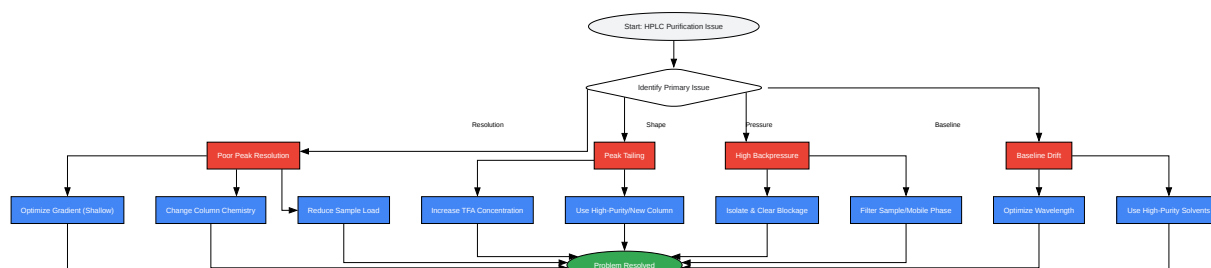 Start: HPLC Purification Issue
Identify Primary Issue
Resolution
Shape
Pressure
Baseline
Poor Peak Resolution
Peak Tailing
High Backpressure
Baseline Drift
Optimize Gradient (Shallow)
Change Column Chemistry
Reduce Sample Load
Increase TFA Concentration
Use High-Purity/New Column
Isolate & Clear Blockage
Filter Sample/Mobile Phase
Optimize Wavelength
Use High-Purity Solvents
Problem Resolved